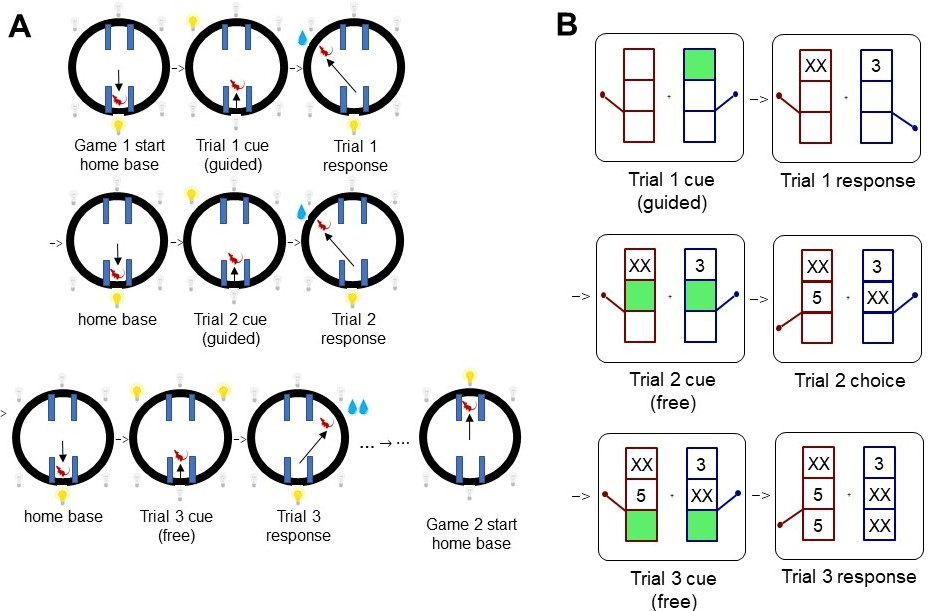 A
Game 1 start
home base
->
Trial 1 cue
(guided)
->
Trial 1
response
->
home base
->
Trial 2 cue
(guided)
->
Trial 2
response
>
home base
->
Trial 3 cue
(free)
->
Trial 3
response
... → ...
Game 2 start
home base
B
+
Trial 1 cue
(guided)
->
XX 3
+
Trial 1 response
->
XX 3
+
Trial 2 cue
(free)
->
XX 3
5 + XX
Trial 2 choice
->
XX 3
5 + XX
Trial 3 cue
(free)
->
XX 3
5 + XX
5 XX
Trial 3 response